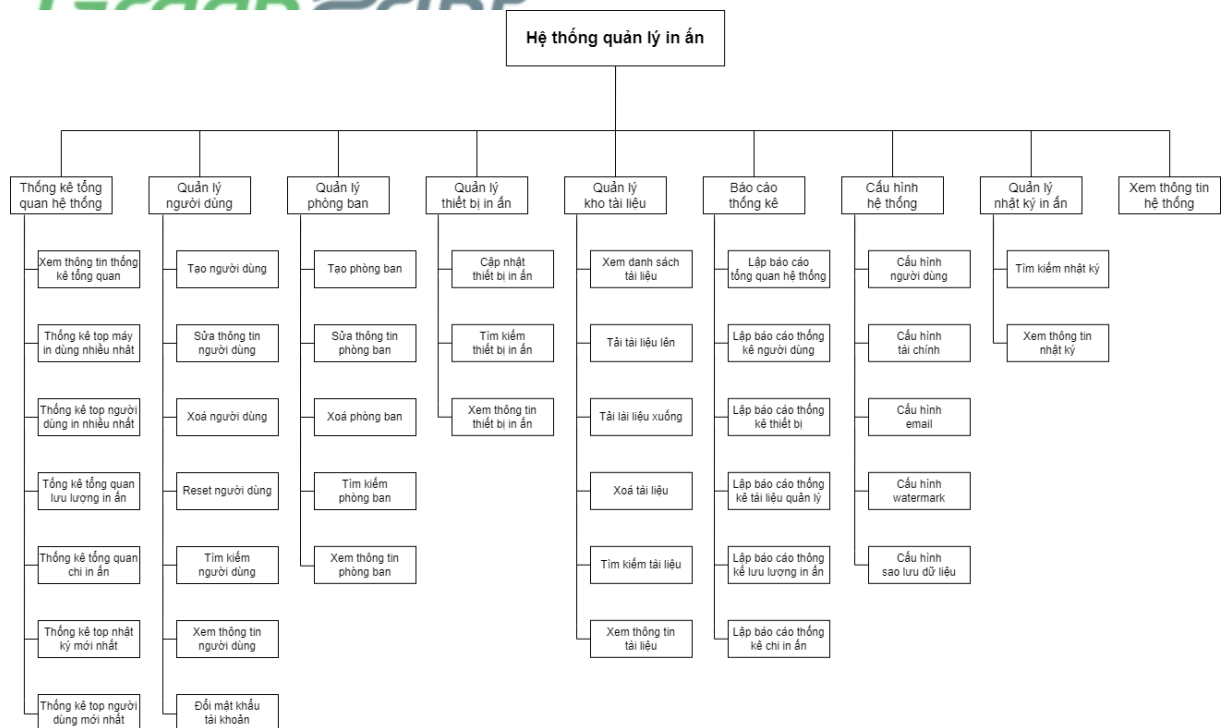 Hệ thống quản lý in ấn
Thống kê tổng
quan hệ thống
Xem thông tin thống
kê tổng quan
Thống kê top máy
in dùng nhiều nhât
Thống kê top người
dùng in nhiều nhất
Tổng kê tổng quan
lưu lượng in ấn
Thống kê tổng quan
chi in ấn
Thống kê top nhật
ký mới nhất
Thống kê top người
dùng mới nhất
Quản lý
người dùng
Tạo người dùng
Sửa thông tin
người dùng
Xoá người dùng
Reset người dùng
Tìm kiếm
người dùng
Xem thông tin
người dùng
Đổi mật khẩu
tài khoản
Quản lý
phòng ban
Tạo phòng ban
Sửa thông tin
phòng ban
Xoá phòng ban
Tìm kiếm
phòng ban
Xem thông tin
phòng ban
Quản lý
thiết bị in ấn
Cập nhật
thiết bị in ấn
Tìm kiếm
thiết bị in ấn
Xem thông tin
thiết bị in ấn
Quản lý
kho tài liệu
Xem danh sách
tài liệu
Tải tài liệu lên
Tải lài liệu xuống
Xoá tài liệu
Tìm kiếm tài liệu
Xem thông tin
tài liệu
Báo cáo
thống kê
Lập báo cáo
tổng quan hệ thống
Lập báo cáo thống
kê người dùng
Lập báo cáo thống
kê thiết bị
Lập báo cáo thống
kê tài liệu quản lý
Lập báo cáo thông
kế lưu lượng in ấn
Lập báo cáo thống
kê chi in ấn
Cấu hình
hệ thống
Cấu hình
người dùng
Cấu hình
tài chính
Cấu hình
email
Cấu hình
watermark
Cấu hình
sao lưu dữ liệu
Quản lý
nhật ký in ấn
Tìm kiếm nhật ký
Xem thông tin
nhật ký
Xem thông tin
hệ thống